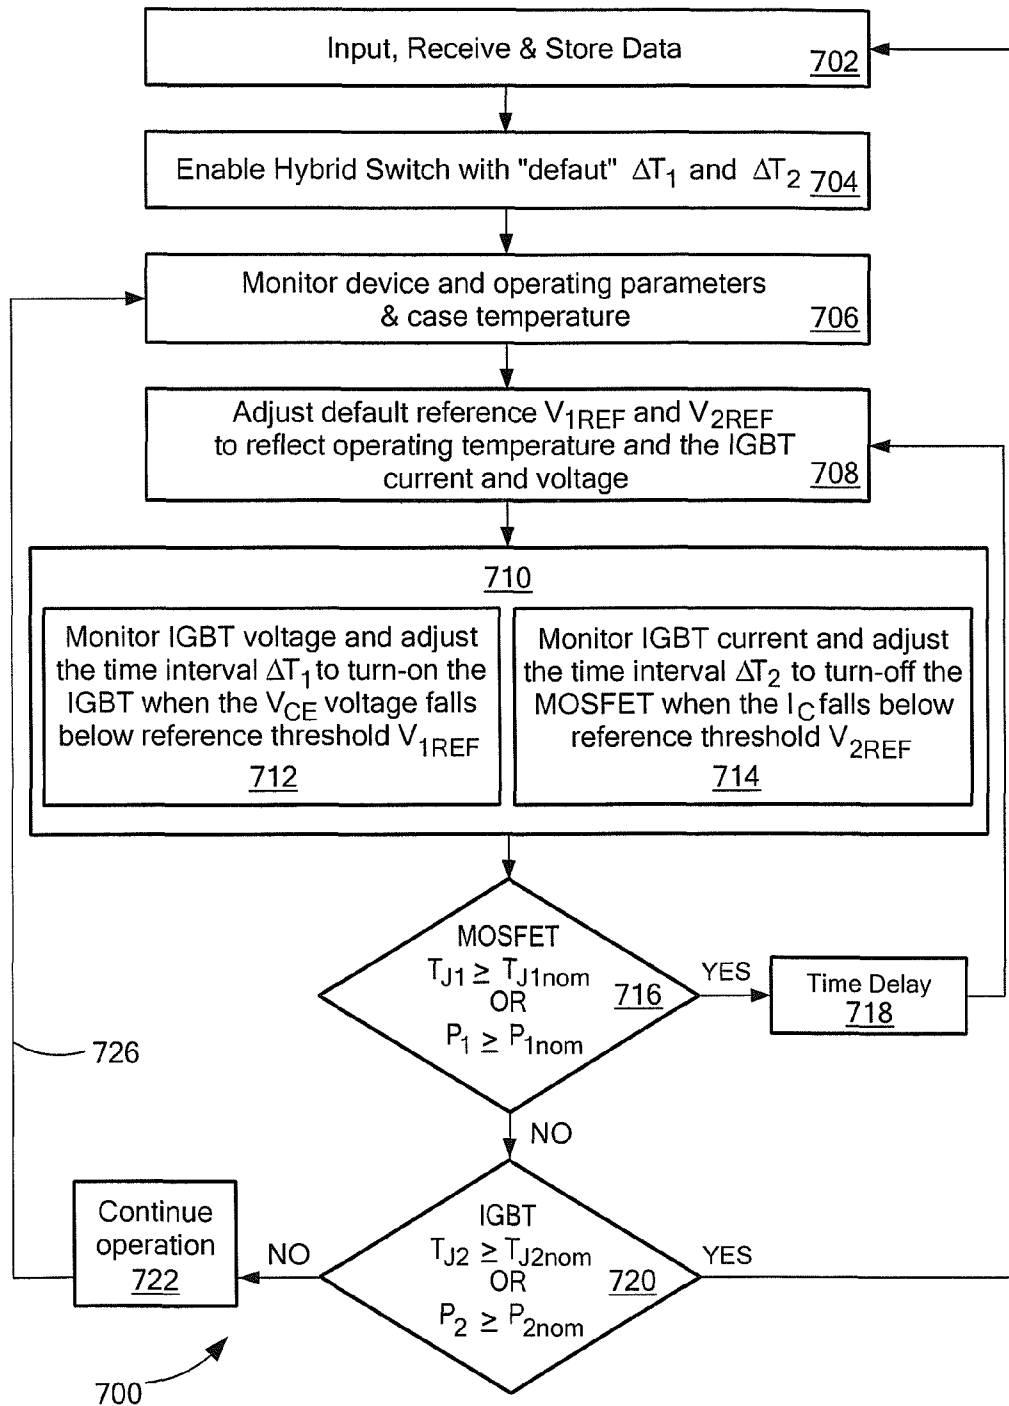 Input, Receive & Store Data
702
Enable Hybrid Switch with "defaut" ΔT1 and ΔT2
704
Monitor device and operating parameters
& case temperature
706
Adjust default reference V1REF and V2REF
to reflect operating temperature and the IGBT
current and voltage
708
710
Monitor IGBT voltage and adjust
the time interval ΔT1 to turn-on the
IGBT when the VCE voltage falls
below reference threshold V1REF
712
Monitor IGBT current and adjust
the time interval ΔT2 to turn-off the
MOSFET when the IC falls below
reference threshold V2REF
714
MOSFET
TJ1 ≥ TJ1nom
OR
P1 ≥ P1nom
716
YES
Time Delay
718
726
NO
IGBT
TJ2 ≥ TJ2nom
OR
P2 ≥ P2nom
720
YES
NO
Continue
operation
722
700